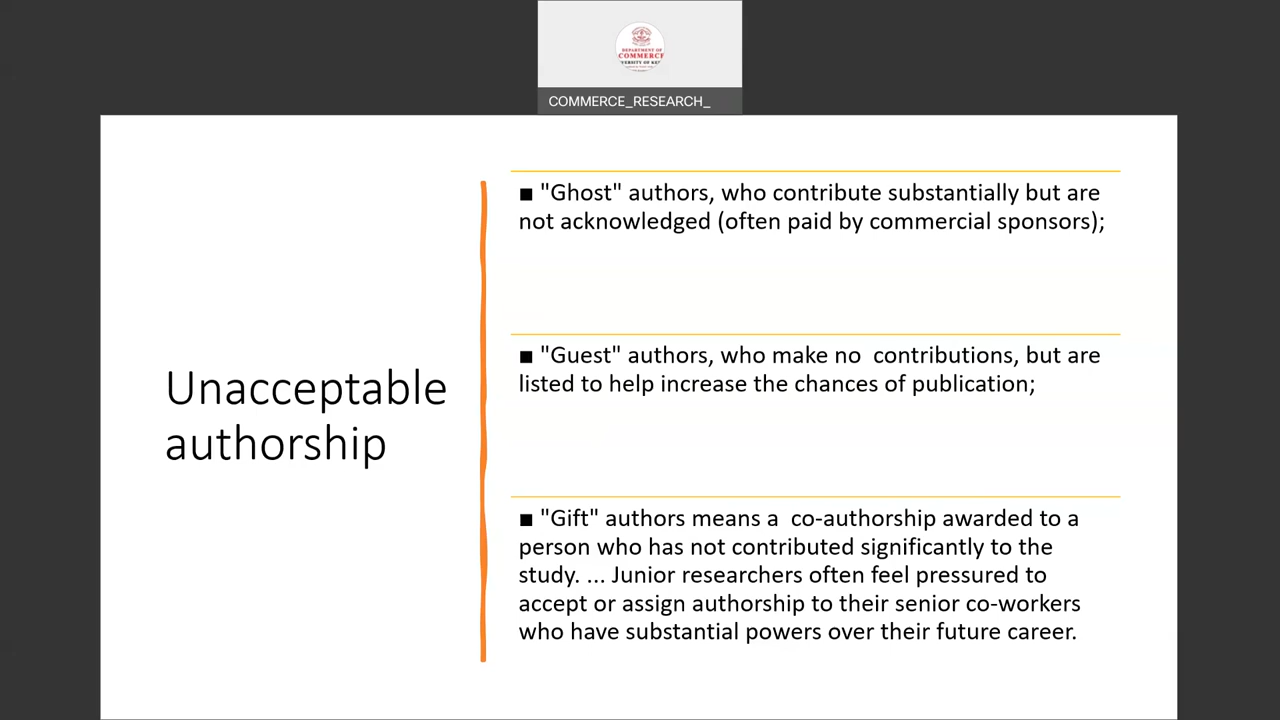 DEPARTMENT OF
COMMERCE
COMMERCE_RESEARCH_
Unacceptable
authorship
■ "Ghost" authors, who contribute substantially but are
not acknowledged (often paid by commercial sponsors);
■ "Guest" authors, who make no  contributions, but are
listed to help increase the chances of publication;
■ "Gift" authors means a  co-authorship awarded to a
person who has not contributed significantly to the
study. ... Junior researchers often feel pressured to
accept or assign authorship to their senior co-workers
who have substantial powers over their future career.